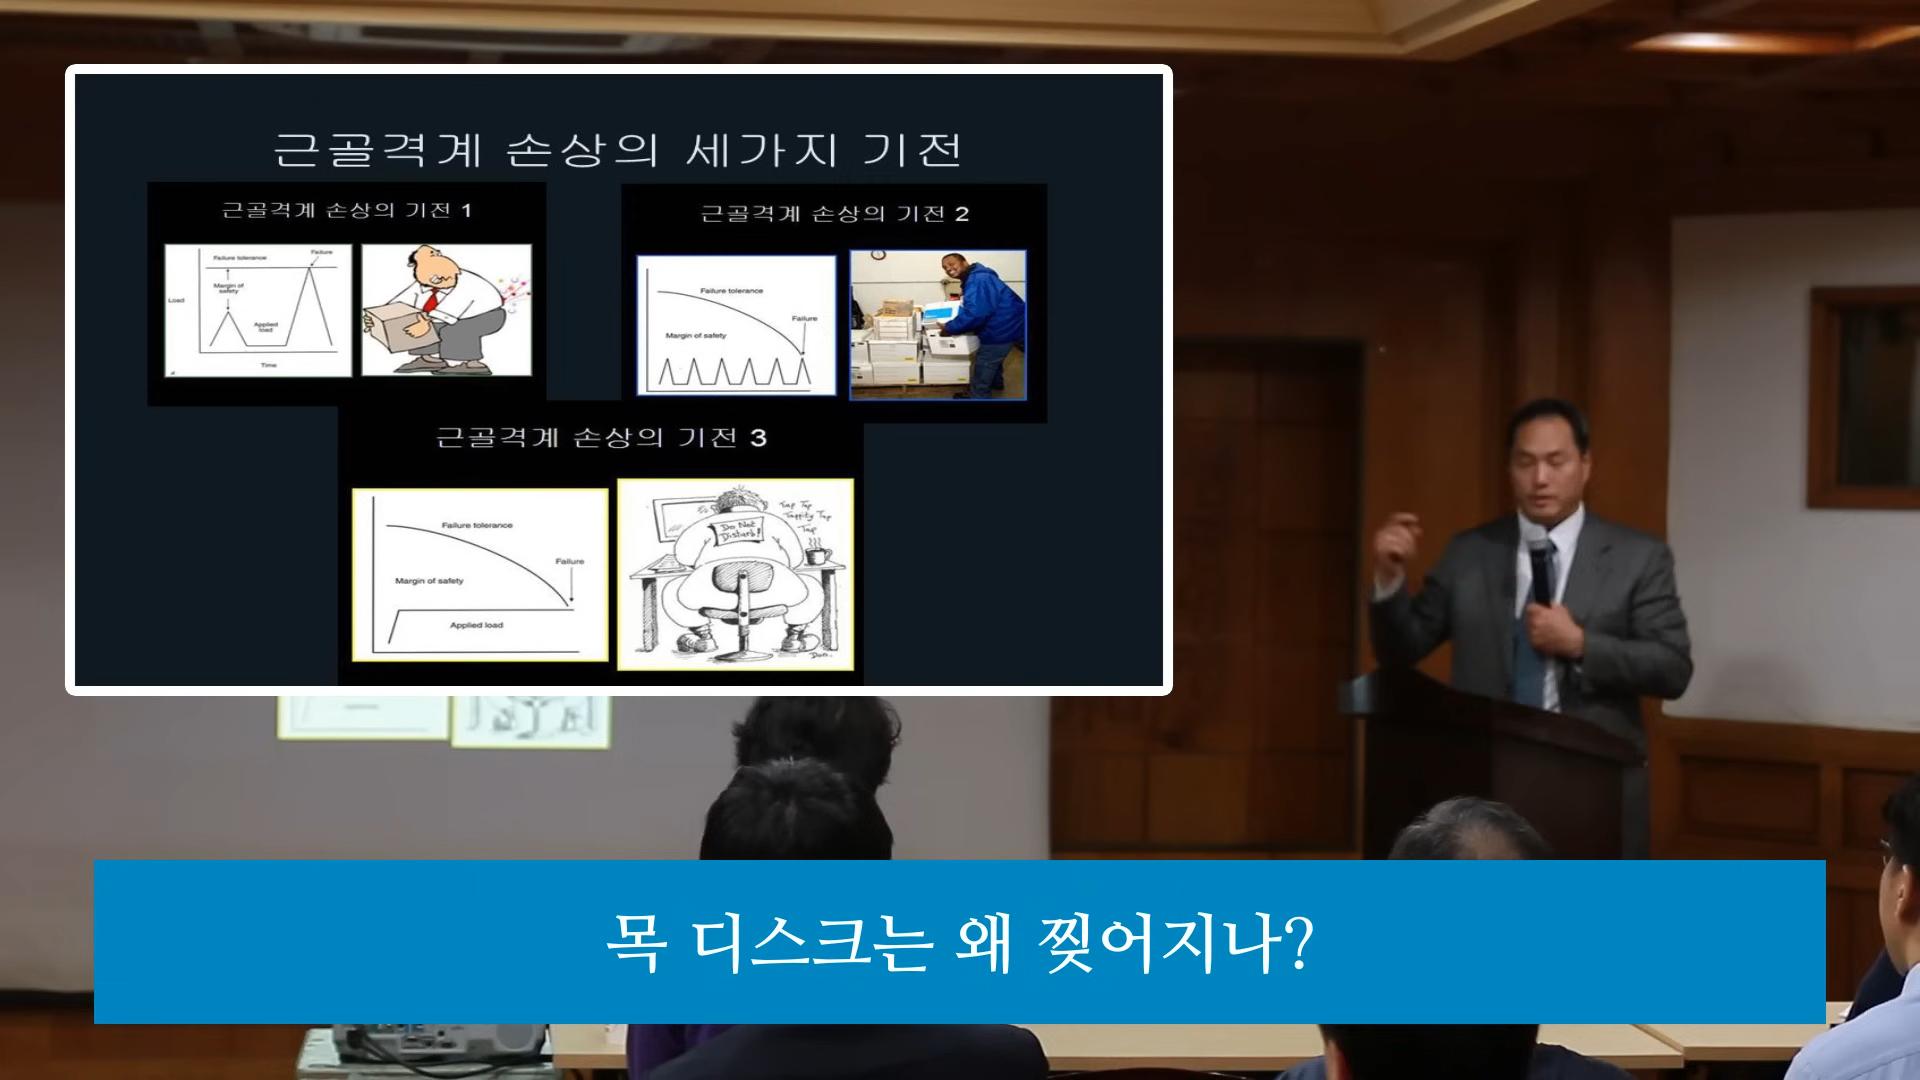 근골격계 손상의 세가지 기전
근골격계 손상의 기전 1
Failure tolerance
Failure
Margin of
safety
Load
Applied
load
Time
근골격계 손상의 기전 2
Failure tolerance
Failure
Margin of safety
근골격계 손상의 기전 3
Failure tolerance
Failure
Margin of safety
Applied load
Tap Tap
Tappity Tap
Tap
Do Not
Disturb!
Don.
목 디스크는 왜 찢어지나?